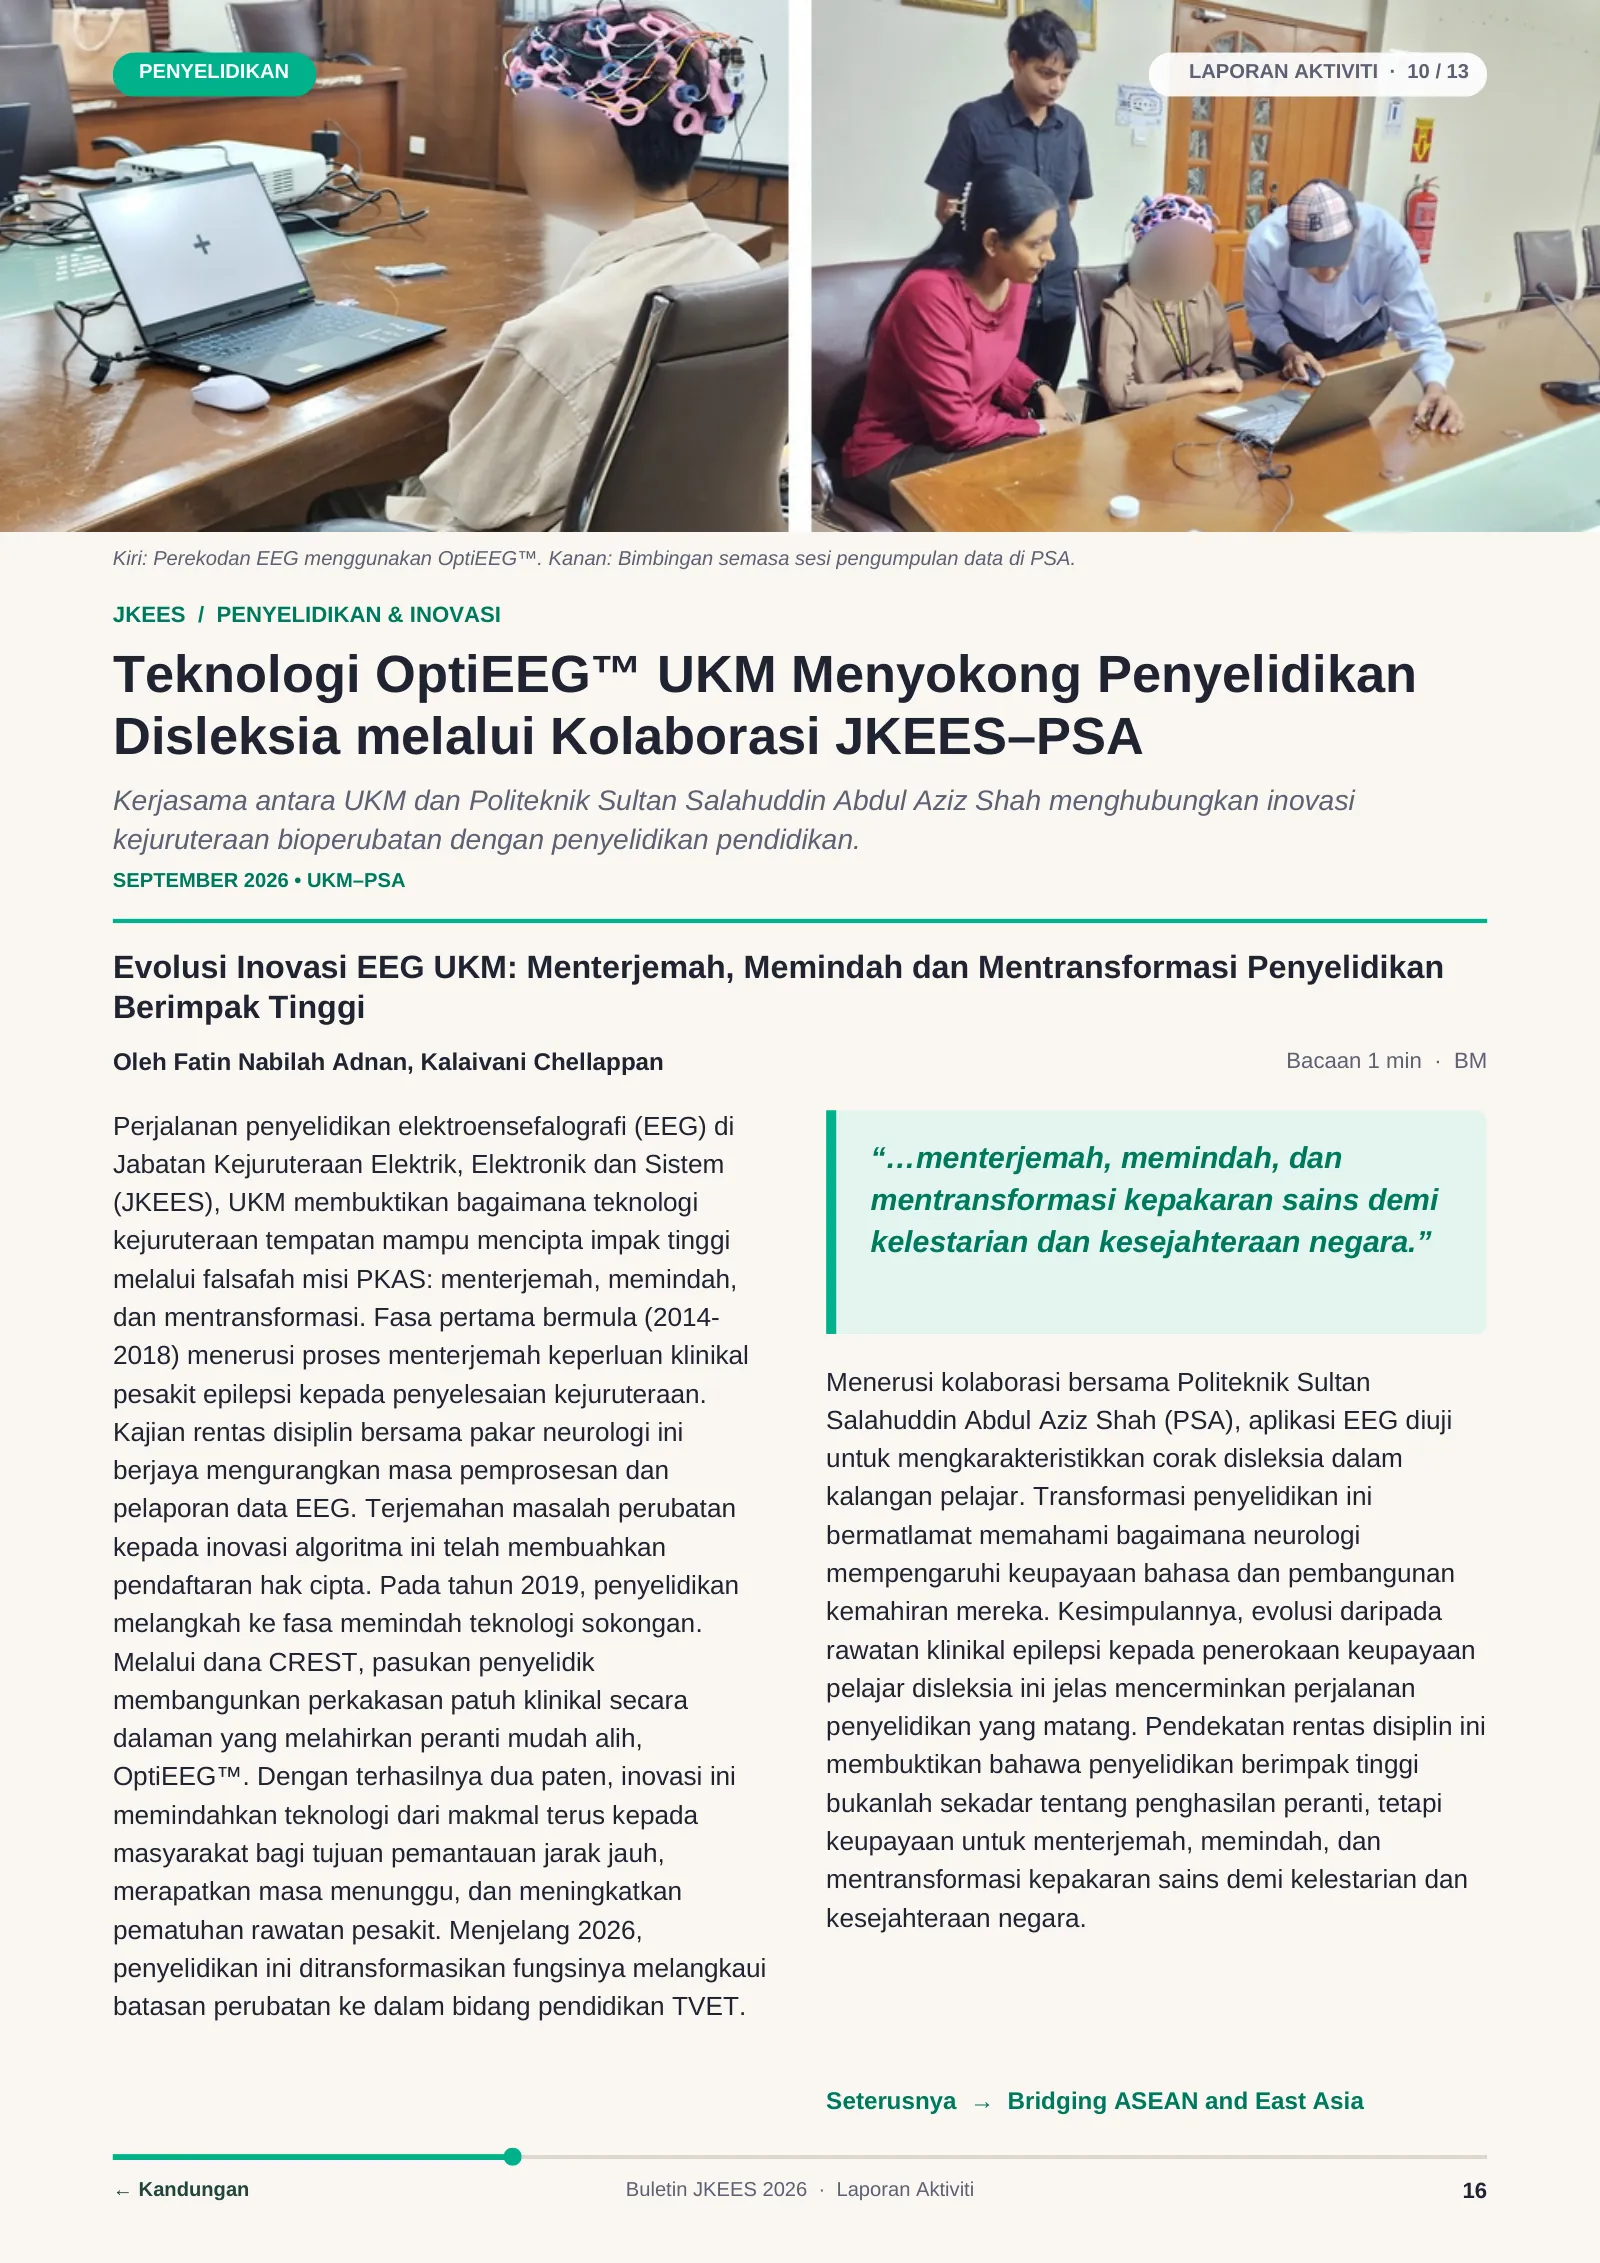 PENYELIDIKAN
LAPORAN AKTIVITI · 10 / 13
Kiri: Perekodan EEG menggunakan OptiEEG™. Kanan: Bimbingan semasa sesi pengumpulan data di PSA.
JKEES / PENYELIDIKAN & INOVASI
Teknologi OptiEEG™ UKM Menyokong Penyelidikan
Disleksia melalui Kolaborasi JKEES–PSA
Kerjasama antara UKM dan Politeknik Sultan Salahuddin Abdul Aziz Shah menghubungkan inovasi
kejuruteraan bioperubatan dengan penyelidikan pendidikan.
SEPTEMBER 2026 • UKM–PSA
Evolusi Inovasi EEG UKM: Menterjemah, Memindah dan Mentransformasi Penyelidikan
Berimpak Tinggi
Oleh Fatin Nabilah Adnan, Kalaivani Chellappan
Bacaan 1 min · BM
Perjalanan penyelidikan elektroensefalografi (EEG) di
Jabatan Kejuruteraan Elektrik, Elektronik dan Sistem
(JKEES), UKM membuktikan bagaimana teknologi
kejuruteraan tempatan mampu mencipta impak tinggi
melalui falsafah misi PKAS: menterjemah, memindah,
dan mentransformasi. Fasa pertama bermula (2014-
2018) menerusi proses menterjemah keperluan klinikal
pesakit epilepsi kepada penyelesaian kejuruteraan.
Kajian rentas disiplin bersama pakar neurologi ini
berjaya mengurangkan masa pemprosesan dan
pelaporan data EEG. Terjemahan masalah perubatan
kepada inovasi algoritma ini telah membuahkan
pendaftaran hak cipta. Pada tahun 2019, penyelidikan
melangkah ke fasa memindah teknologi sokongan.
Melalui dana CREST, pasukan penyelidik
membangunkan perkakasan patuh klinikal secara
dalaman yang melahirkan peranti mudah alih,
OptiEEG™. Dengan terhasilnya dua paten, inovasi ini
memindahkan teknologi dari makmal terus kepada
masyarakat bagi tujuan pemantauan jarak jauh,
merapatkan masa menunggu, dan meningkatkan
pematuhan rawatan pesakit. Menjelang 2026,
penyelidikan ini ditransformasikan fungsinya melangkaui
batasan perubatan ke dalam bidang pendidikan TVET.
“…menterjemah, memindah, dan
mentransformasi kepakaran sains demi
kelestarian dan kesejahteraan negara.”
Menerusi kolaborasi bersama Politeknik Sultan
Salahuddin Abdul Aziz Shah (PSA), aplikasi EEG diuji
untuk mengkarakteristikkan corak disleksia dalam
kalangan pelajar. Transformasi penyelidikan ini
bermatlamat memahami bagaimana neurologi
mempengaruhi keupayaan bahasa dan pembangunan
kemahiran mereka. Kesimpulannya, evolusi daripada
rawatan klinikal epilepsi kepada penerokaan keupayaan
pelajar disleksia ini jelas mencerminkan perjalanan
penyelidikan yang matang. Pendekatan rentas disiplin ini
membuktikan bahawa penyelidikan berimpak tinggi
bukanlah sekadar tentang penghasilan peranti, tetapi
keupayaan untuk menterjemah, memindah, dan
mentransformasi kepakaran sains demi kelestarian dan
kesejahteraan negara.
Seterusnya → Bridging ASEAN and East Asia
← Kandungan
Buletin JKEES 2026 · Laporan Aktiviti
16